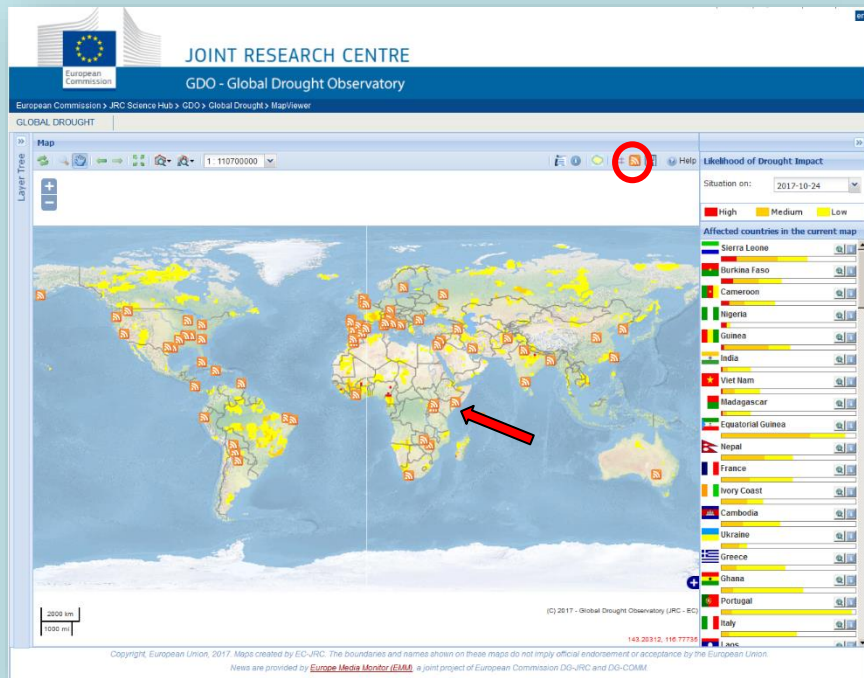 en
European
Commission
JOINT RESEARCH CENTRE
GDO - Global Drought Observatory
European Commission > JRC Science Hub > GDO > Global Drought > MapViewer
GLOBAL DROUGHT
Layer Tree
Map
1 : 110700000
Help
Likelihood of Drought Impact
Situation on:
2017-10-24
High Medium Low
Affected countries in the current map
Sierra Leone
Burkina Faso
Cameroon
Nigeria
Guinea
India
Viet Nam
Madagascar
Equatorial Guinea
Nepal
France
Ivory Coast
Cambodia
Ukraine
Greece
Ghana
Portugal
Italy
Laos
2000 km
1000 mi
(C) 2017 - Global Drought Observatory (JRC - EC)
143.20312, 116.77735
Copyright, European Union, 2017. Maps created by EC-JRC. The boundaries and names shown on these maps do not imply official endorsement or acceptance by the European Union.
News are provided by Europe Media Monitor (EMM), a joint project of European Commission DG-JRC and DG-COMM.